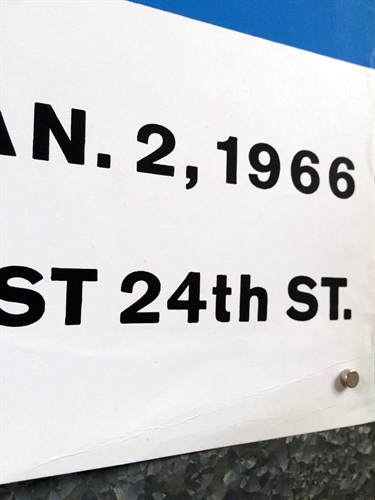 AN. 2, 1966
ST 24th ST.